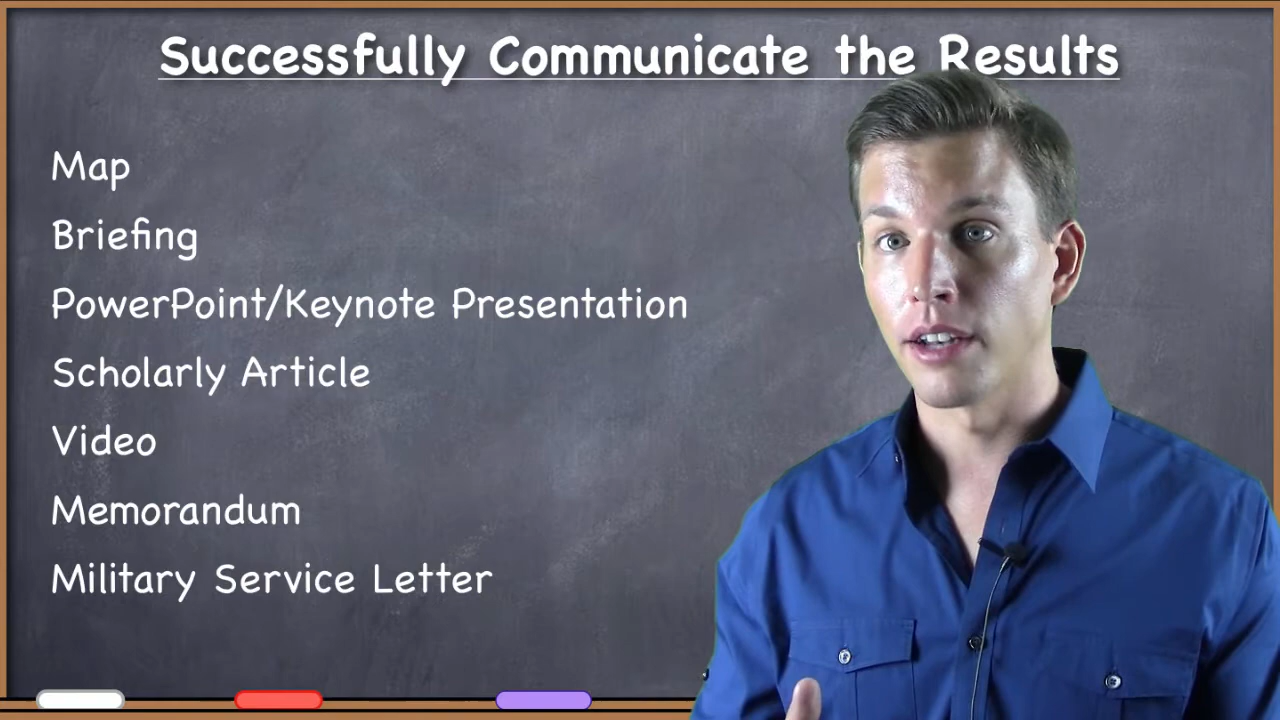 Successfully Communicate the Results
Map
Briefing
PowerPoint/Keynote Presentation
Scholarly Article
Video
Memorandum
Military Service Letter